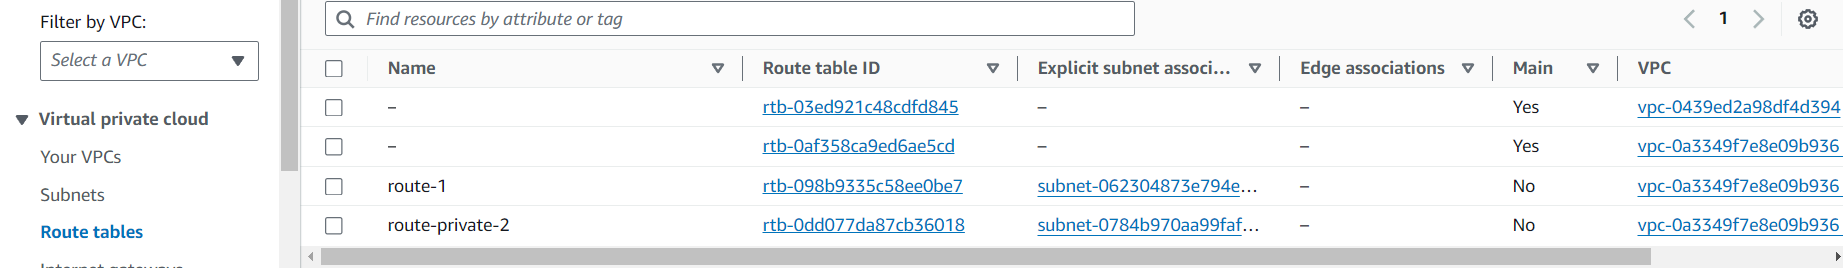 Filter by VPC:
Select a VPC
Virtual private cloud
Your VPCs
Subnets
Route tables
Find resources by attribute or tag
1
Name Route table ID Explicit subnet associ... Edge associations Main VPC
– rtb-03ed921c48cdfd845 – – Yes vpc-0439ed2a98df4d394
– rtb-0af358ca9ed6ae5cd – – Yes vpc-0a3349f7e8e09b936
route-1 rtb-098b9335c58ee0be7 subnet-062304873e794e... – No vpc-0a3349f7e8e09b936
route-private-2 rtb-0dd077da87cb36018 subnet-0784b970aa99faf... – No vpc-0a3349f7e8e09b936